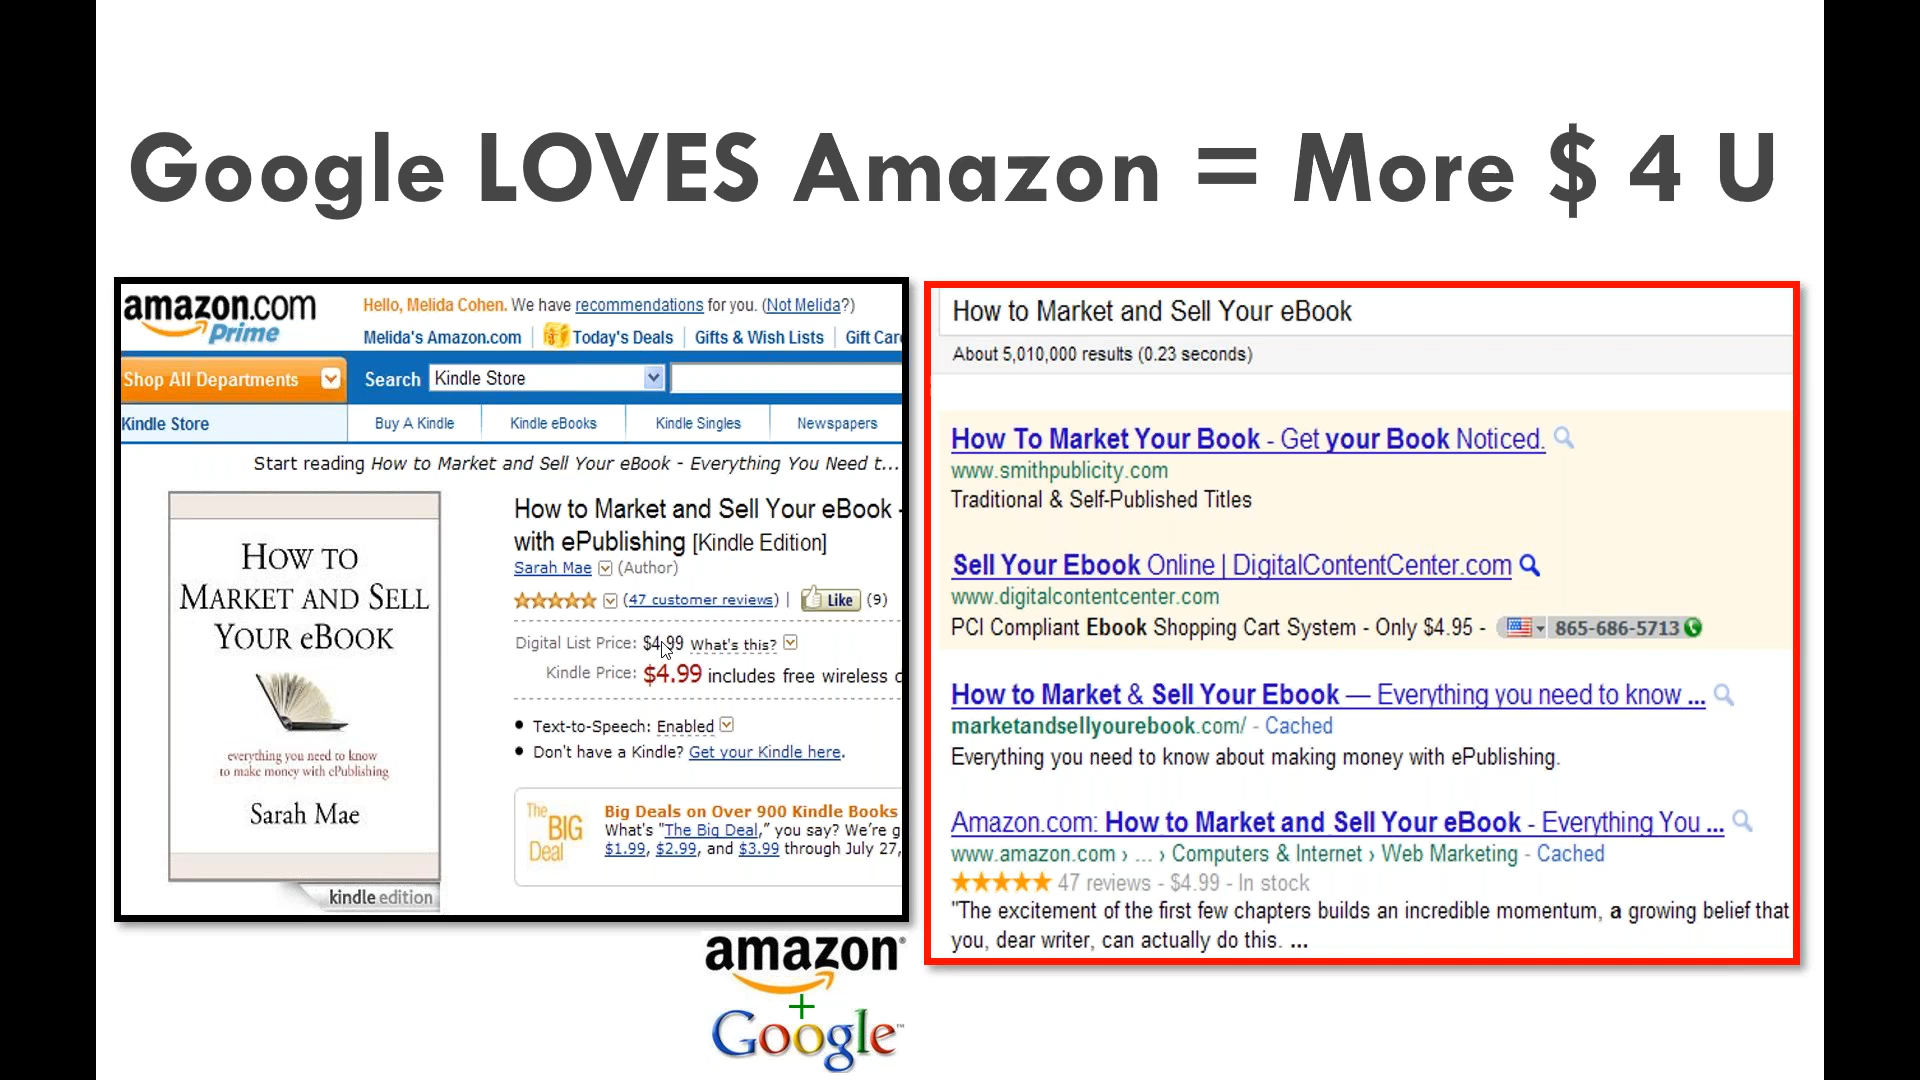 Google LOVES Amazon = More $ 4 U
amazon.com
Prime
Hello, Melida Cohen. We have recommendations for you. (Not Melida?)
Melida's Amazon.com
Today's Deals
Gifts & Wish Lists
Gift Car
Shop All Departments
Search
Kindle Store
Kindle Store
Buy A Kindle
Kindle eBooks
Kindle Singles
Newspapers
Start reading How to Market and Sell Your eBook - Everything You Need t...
HOW TO
MARKET AND SELL
YOUR eBOOK
everything you need to know
to make money with ePublishing
Sarah Mae
kindle edition
How to Market and Sell Your eBook -
with ePublishing [Kindle Edition]
Sarah Mae (Author)
(47 customer reviews) | Like (9)
Digital List Price: $4.99 What's this?
Kindle Price: $4.99 includes free wireless
Text-to-Speech: Enabled
Don't have a Kindle? Get your Kindle here.
The
BIG
Deal
Big Deals on Over 900 Kindle Books
What's "The Big Deal," you say? We're g
$1.99, $2.99, and $3.99 through July 27,
How to Market and Sell Your eBook
About 5,010,000 results (0.23 seconds)
How To Market Your Book - Get your Book Noticed.
www.smithpublicity.com
Traditional & Self-Published Titles
Sell Your Ebook Online | DigitalContentCenter.com
www.digitalcontentcenter.com
PCI Compliant Ebook Shopping Cart System - Only $4.95 - 865-686-5713
How to Market & Sell Your Ebook — Everything you need to know ...
marketandsellyourebook.com/ - Cached
Everything you need to know about making money with ePublishing.
Amazon.com: How to Market and Sell Your eBook - Everything You ...
www.amazon.com › ... › Computers & Internet › Web Marketing - Cached
47 reviews - $4.99 - In stock
"The excitement of the first few chapters builds an incredible momentum, a growing belief that
you, dear writer, can actually do this. ...
amazon
+
Google